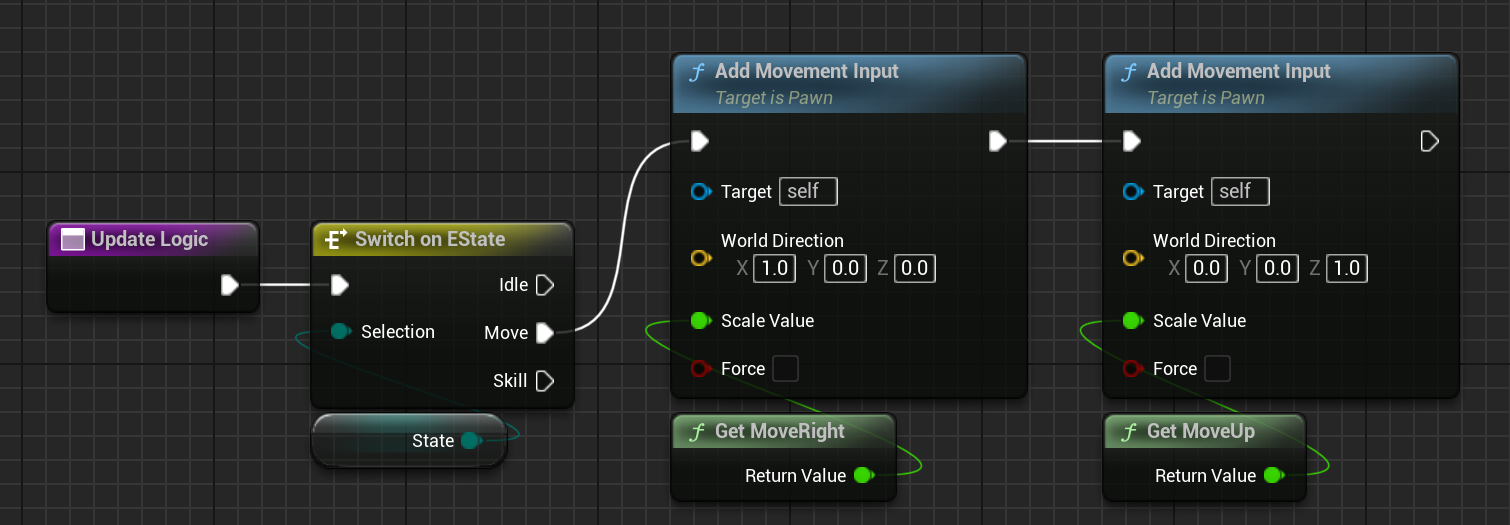 Update Logic
Switch on EState
Idle
Selection
Move
Skill
State
Add Movement Input
Target is Pawn
Target self
World Direction
X 1.0 Y 0.0 Z 0.0
Scale Value
Force
Get MoveRight
Return Value
Add Movement Input
Target is Pawn
Target self
World Direction
X 0.0 Y 0.0 Z 1.0
Scale Value
Force
Get MoveUp
Return Value